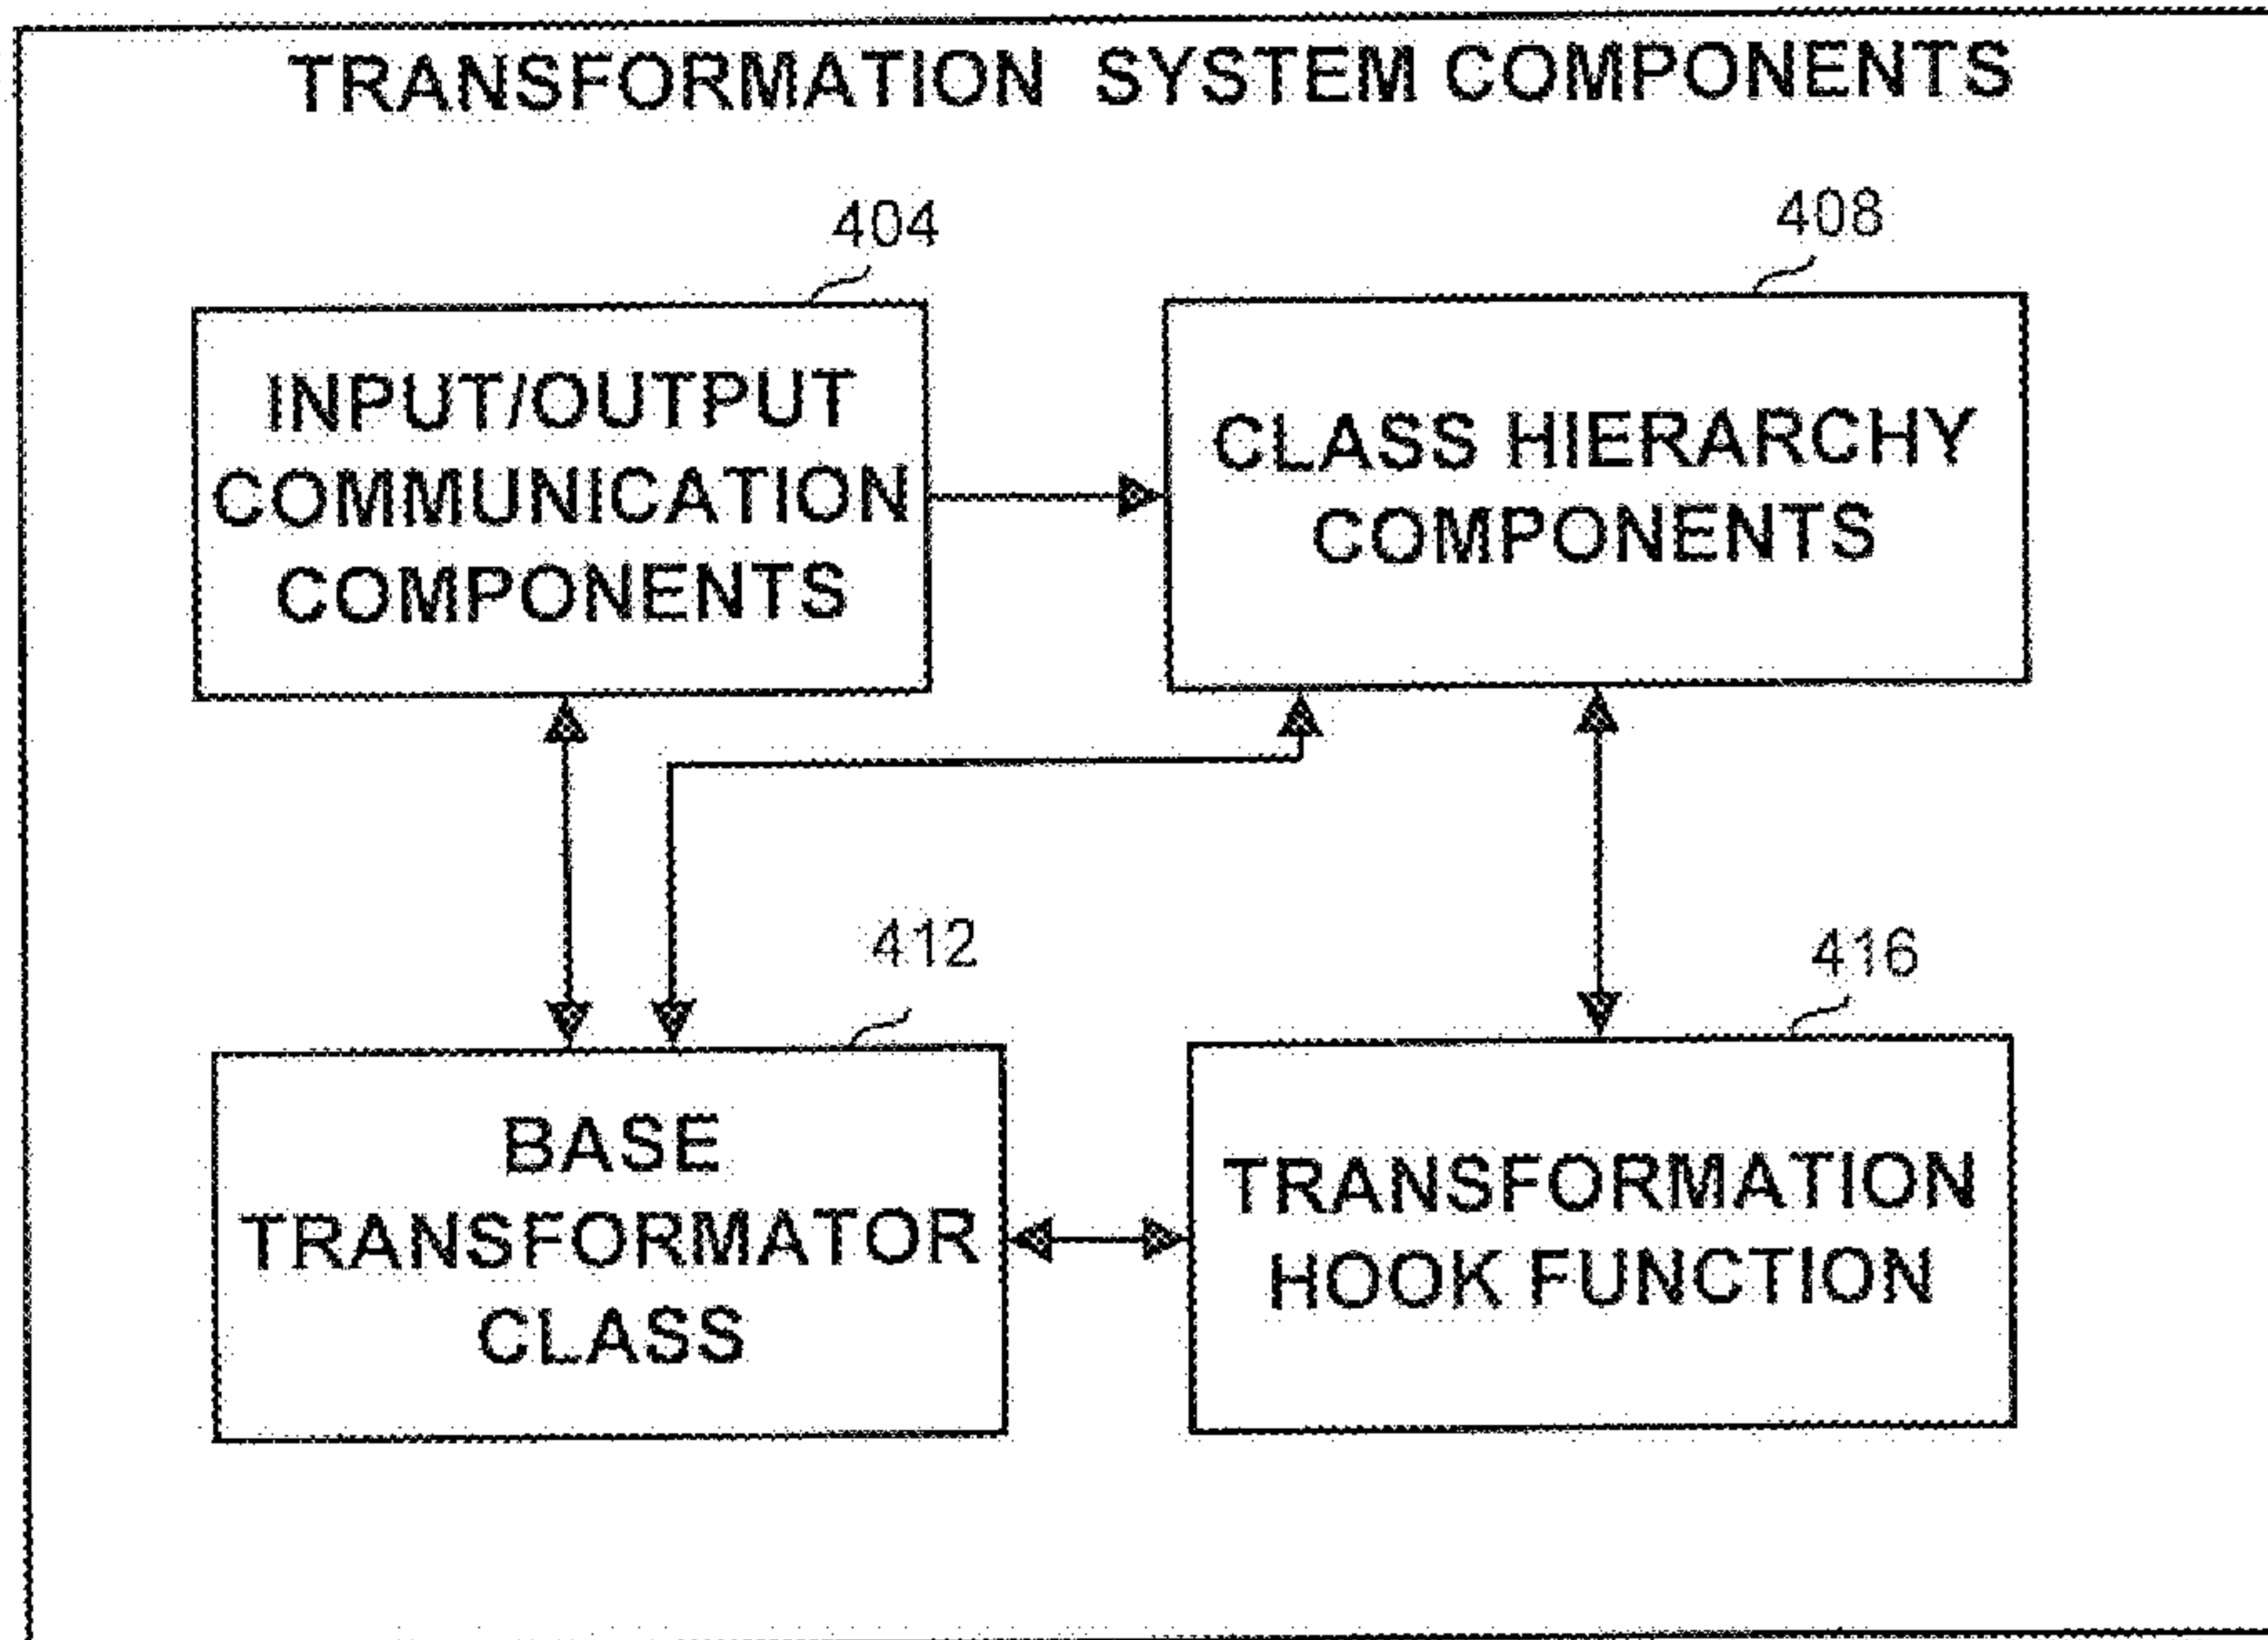 TRANSFORMATION SYSTEM COMPONENTS
404
INPUT/OUTPUT
COMMUNICATION
COMPONENTS
408
CLASS HIERARCHY
COMPONENTS
412
BASE
TRANSFORMATOR
CLASS
416
TRANSFORMATION
HOOK FUNCTION